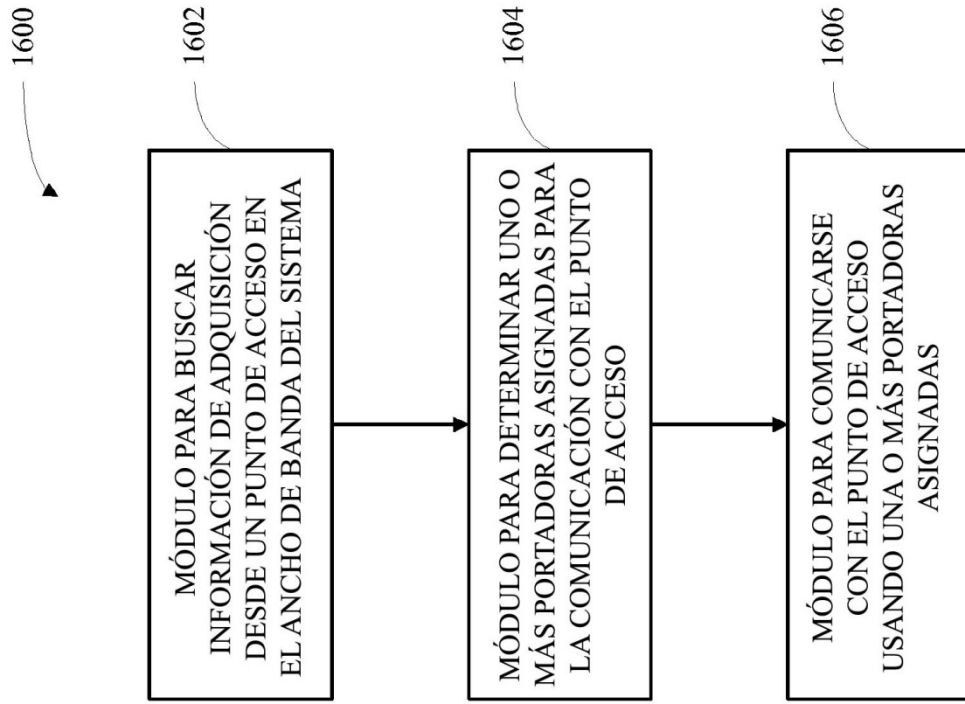 1600
1602
MÓDULO PARA BUSCAR
INFORMACIÓN DE ADQUISICIÓN
DESDE UN PUNTO DE ACCESO EN
EL ANCHO DE BANDA DEL SISTEMA
1604
MÓDULO PARA DETERMINAR UNO O
MÁS PORTADORAS ASIGNADAS PARA
LA COMUNICACIÓN CON EL PUNTO
DE ACCESO
1606
MÓDULO PARA COMUNICARSE
CON EL PUNTO DE ACCESO
USANDO UNA O MÁS PORTADORAS
ASIGNADAS